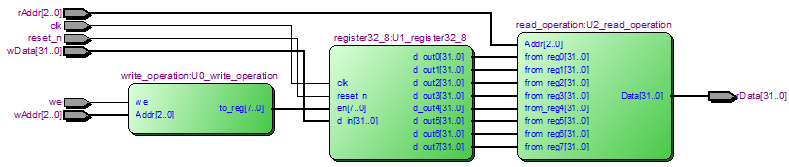 rAddr[2..0]
clk
reset_n
wData[31..0]
we
wAddr[2..0]
write_operation:U0_write_operation
we
Addr[2..0]
to_reg[7..0]
register32_8:U1_register32_8
clk
reset_n
en[7..0]
d_in[31..0]
d_out0[31..0]
d_out1[31..0]
d_out2[31..0]
d_out3[31..0]
d_out4[31..0]
d_out5[31..0]
d_out6[31..0]
d_out7[31..0]
read_operation:U2_read_operation
Addr[2..0]
from_reg0[31..0]
from_reg1[31..0]
from_reg2[31..0]
from_reg3[31..0]
from_reg4[31..0]
from_reg5[31..0]
from_reg6[31..0]
from_reg7[31..0]
Data[31..0]
rData[31..0]